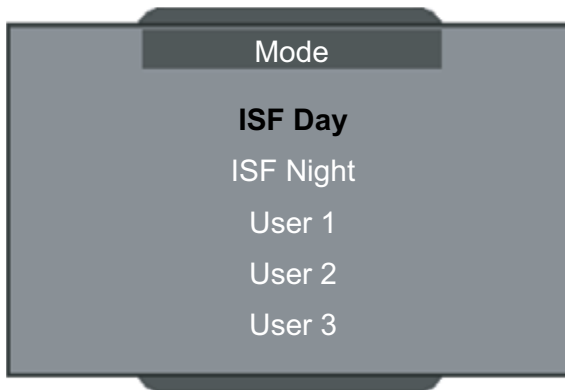 Mode
ISF Day
ISF Night
User 1
User 2
User 3